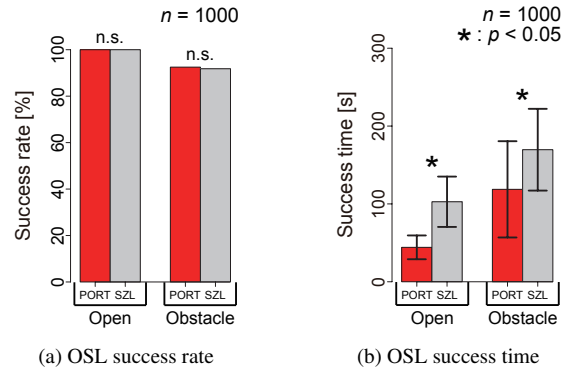 n = 1000
n.s.
n.s.
Success rate [%]
100
80
60
40
20
0
PORT SZL PORT SZL
Open Obstacle
(a) OSL success rate
n = 1000
* : p < 0.05
*
*
Success time [s]
300
200
100
0
PORT SZL PORT SZL
Open Obstacle
(b) OSL success time